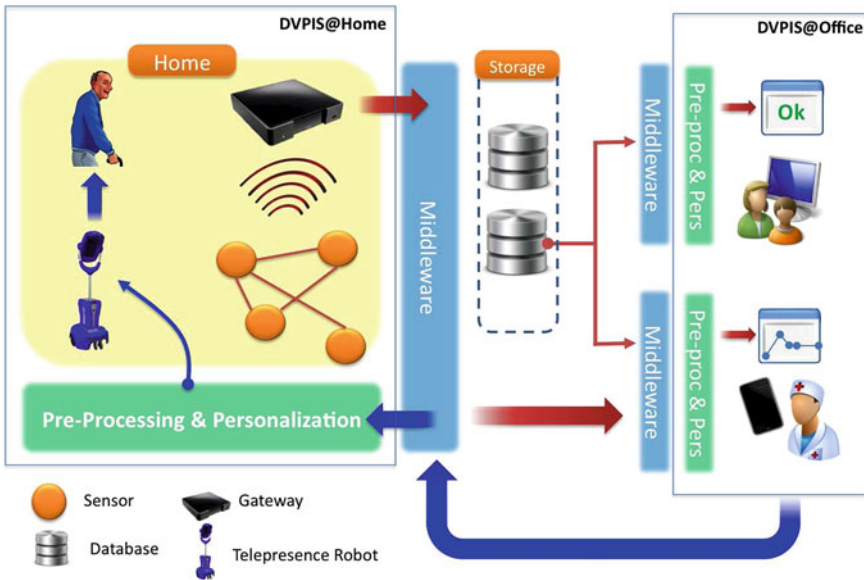 DVPIS@Home
DVPIS@Office
Home
Storage
Middleware
Middleware
Pre-proc & Pers
Ok
Middleware
Pre-proc & Pers
Pre-Processing & Personalization
Sensor
Gateway
Database
Telepresence Robot